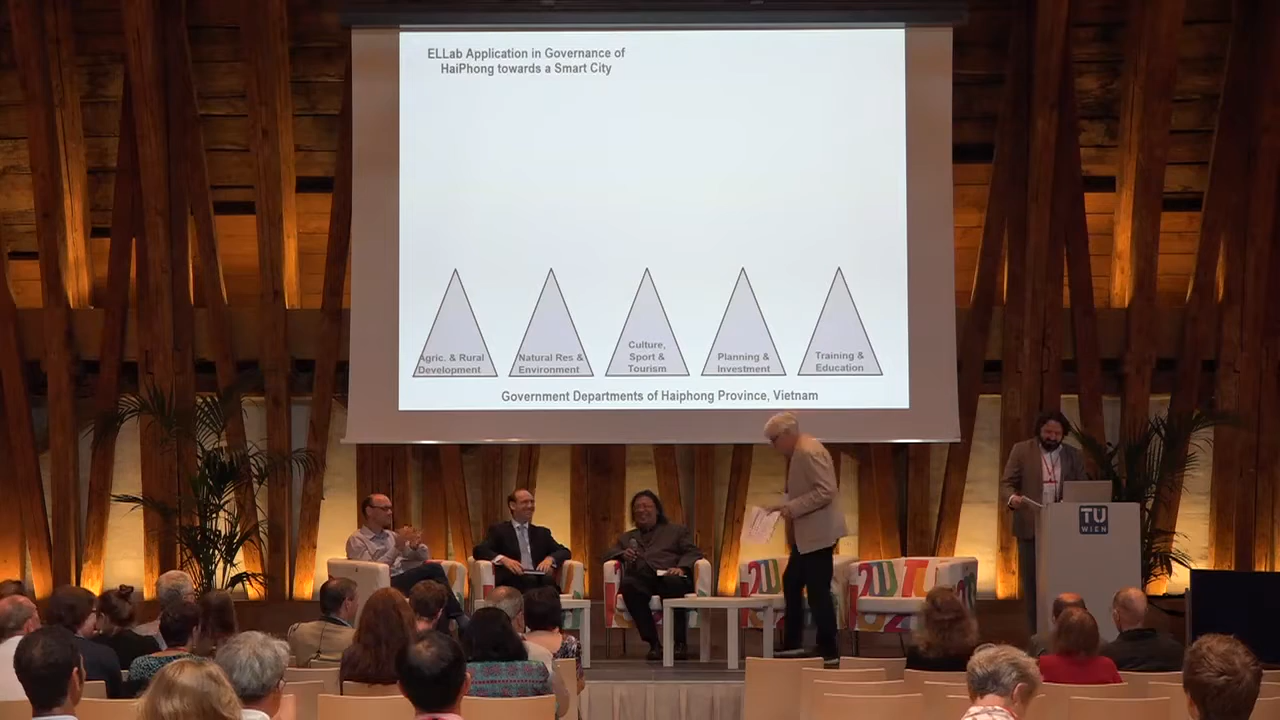 ELLab Application in Governance of
HaiPhong towards a Smart City
Agric. & Rural
Development
Natural Res &
Environment
Culture,
Sport &
Tourism
Planning &
Investment
Training &
Education
Government Departments of Haiphong Province, Vietnam
TU
WIEN